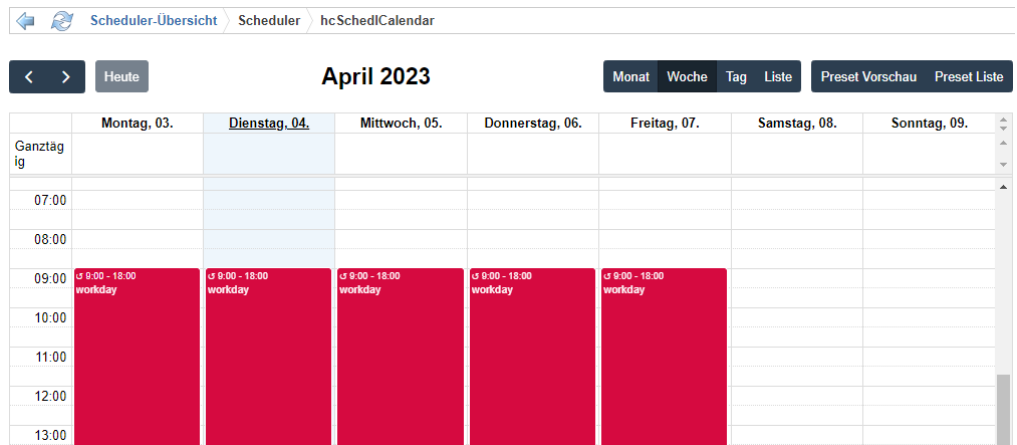 Scheduler-Übersicht Scheduler hcSchedlCalendar
Heute April 2023 Monat Woche Tag Liste Preset Vorschau Preset Liste
Montag, 03. Dienstag, 04. Mittwoch, 05. Donnerstag, 06. Freitag, 07. Samstag, 08. Sonntag, 09.
Ganztäg
ig
07:00
08:00
09:00 ↺ 9:00 - 18:00 ↺ 9:00 - 18:00 ↺ 9:00 - 18:00 ↺ 9:00 - 18:00 ↺ 9:00 - 18:00
workday workday workday workday workday
10:00
11:00
12:00
13:00